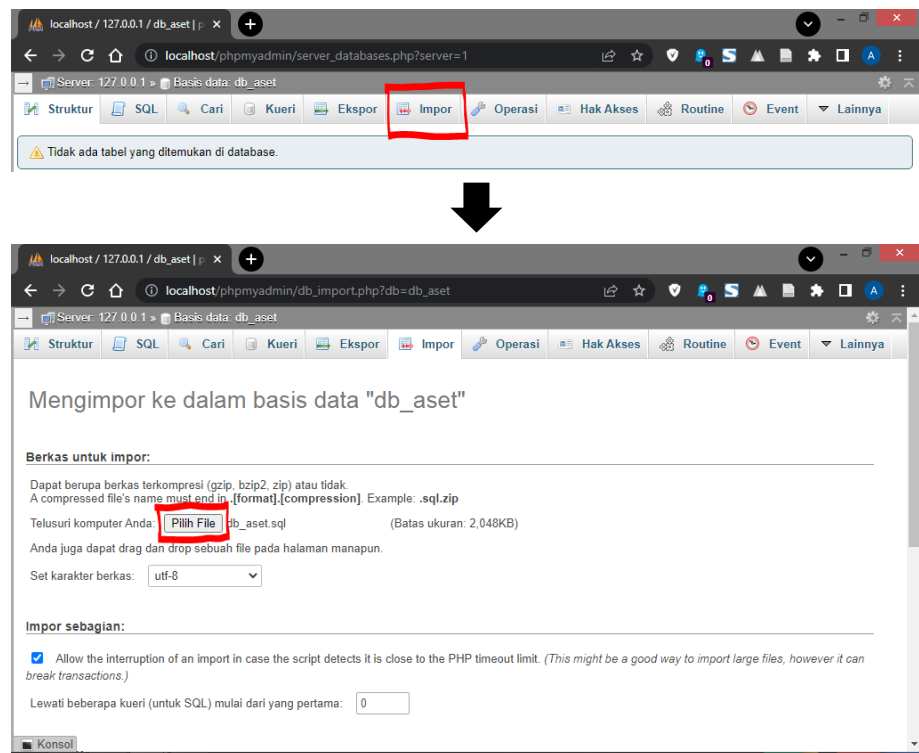 localhost / 127.0.0.1 / db_aset | p
localhost/phpmyadmin/server_databases.php?server=1
0 S A
Server: 127.0.0.1 » Basis data: db_aset
Struktur SQL Cari Kueri Ekspor Impor Operasi Hak Akses Routine Event Lainnya
Tidak ada tabel yang ditemukan di database.
localhost / 127.0.0.1 / db_aset | p
localhost/phpmyadmin/db_import.php?db=db_aset
0 S A
Server: 127.0.0.1 » Basis data: db_aset
Struktur SQL Cari Kueri Ekspor Impor Operasi Hak Akses Routine Event Lainnya
Mengimpor ke dalam basis data "db_aset"
Berkas untuk impor:
Dapat berupa berkas terkompresi (gzip, bzip2, zip) atau tidak.
A compressed file's name must end in .[format].[compression]. Example: .sql.zip
Telusuri komputer Anda: Pilih File db_aset.sql (Batas ukuran: 2,048KB)
Anda juga dapat drag dan drop sebuah file pada halaman manapun.
Set karakter berkas: utf-8
Impor sebagian:
Allow the interruption of an import in case the script detects it is close to the PHP timeout limit. (This might be a good way to import large files, however it can
break transactions.)
Lewati beberapa kueri (untuk SQL) mulai dari yang pertama: 0
Konsol